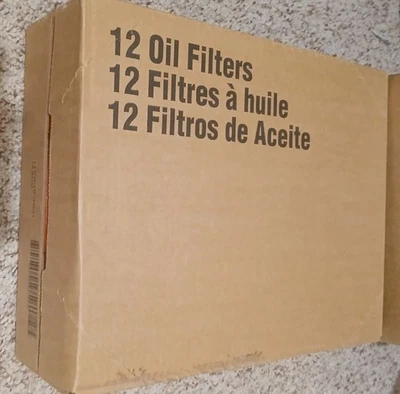 12 Oil Filters
12 Filtres à huile
12 Filtros de Aceite